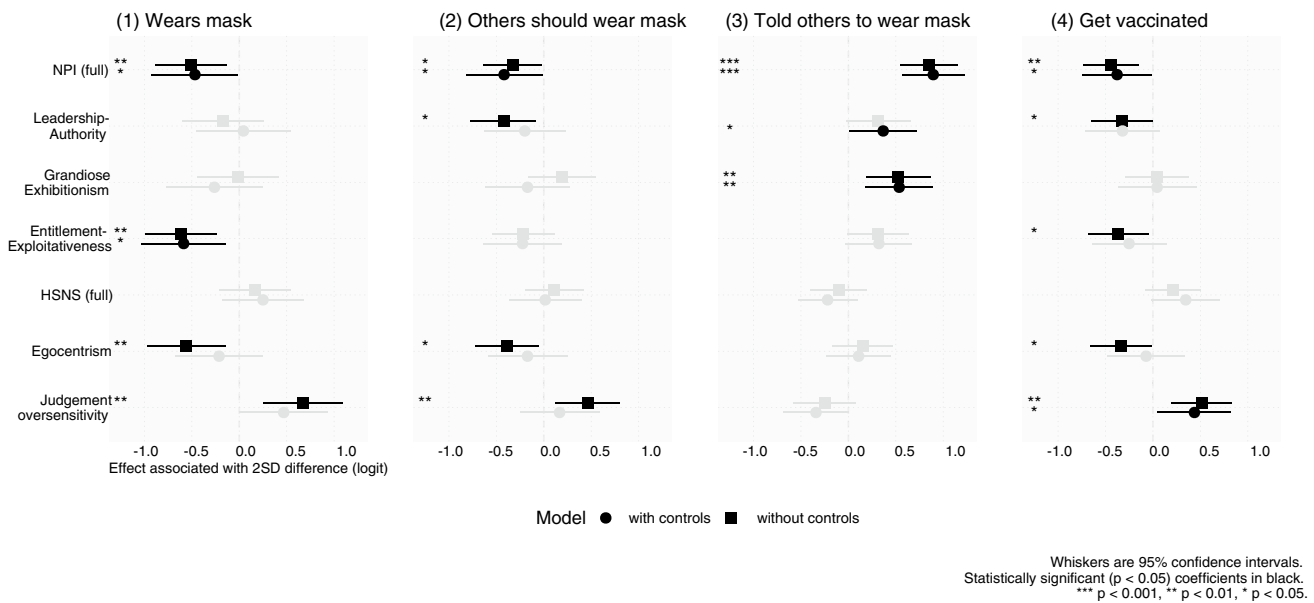 (1) Wears mask
(2) Others should wear mask
(3) Told others to wear mask
(4) Get vaccinated
NPI (full)
**
*
*
*
***
***
**
*
Leadership-
Authority
*
*
*
Grandiose
Exhibitionism
**
**
Entitlement-
Exploitativeness
**
*
*
HSNS (full)
Egocentrism
**
*
*
Judgement
oversensitivity
**
**
**
*
-1.0 -0.5 0.0 0.5 1.0
-1.0 -0.5 0.0 0.5 1.0
-1.0 -0.5 0.0 0.5 1.0
-1.0 -0.5 0.0 0.5 1.0
Effect associated with 2SD difference (logit)
Model with controls without controls
Whiskers are 95% confidence intervals.
Statistically significant (p < 0.05) coefficients in black.
*** p < 0.001, ** p < 0.01, * p < 0.05.